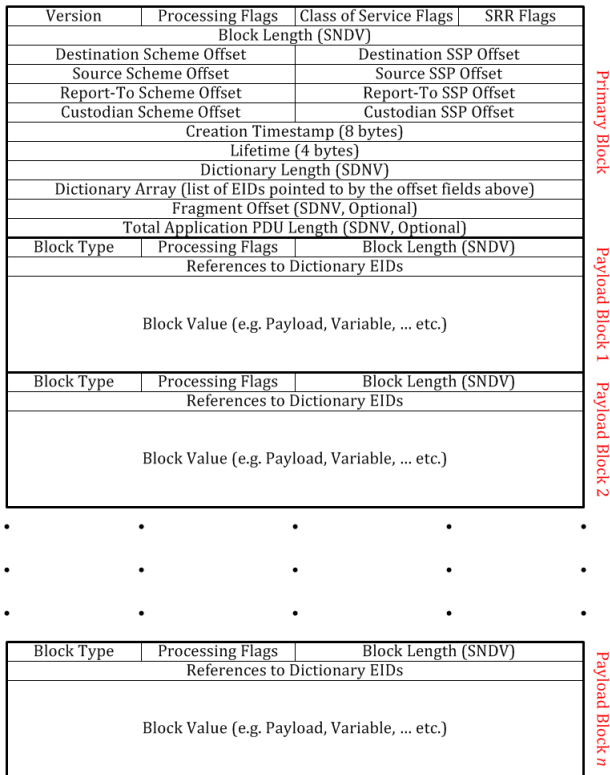 Version Processing Flags Class of Service Flags SRR Flags
Block Length (SNDV)
Destination Scheme Offset Destination SSP Offset
Source Scheme Offset Source SSP Offset
Report-To Scheme Offset Report-To SSP Offset
Custodian Scheme Offset Custodian SSP Offset
Creation Timestamp (8 bytes)
Lifetime (4 bytes)
Dictionary Length (SDNV)
Dictionary Array (list of EIDs pointed to by the offset fields above)
Fragment Offset (SDNV, Optional)
Total Application PDU Length (SDNV, Optional)
Primary Block
Block Type Processing Flags Block Length (SNDV)
References to Dictionary EIDs
Block Value (e.g. Payload, Variable, ... etc.)
Payload Block 1
Block Type Processing Flags Block Length (SNDV)
References to Dictionary EIDs
Block Value (e.g. Payload, Variable, ... etc.)
Payload Block 2
Block Type Processing Flags Block Length (SNDV)
References to Dictionary EIDs
Block Value (e.g. Payload, Variable, ... etc.)
Payload Block n